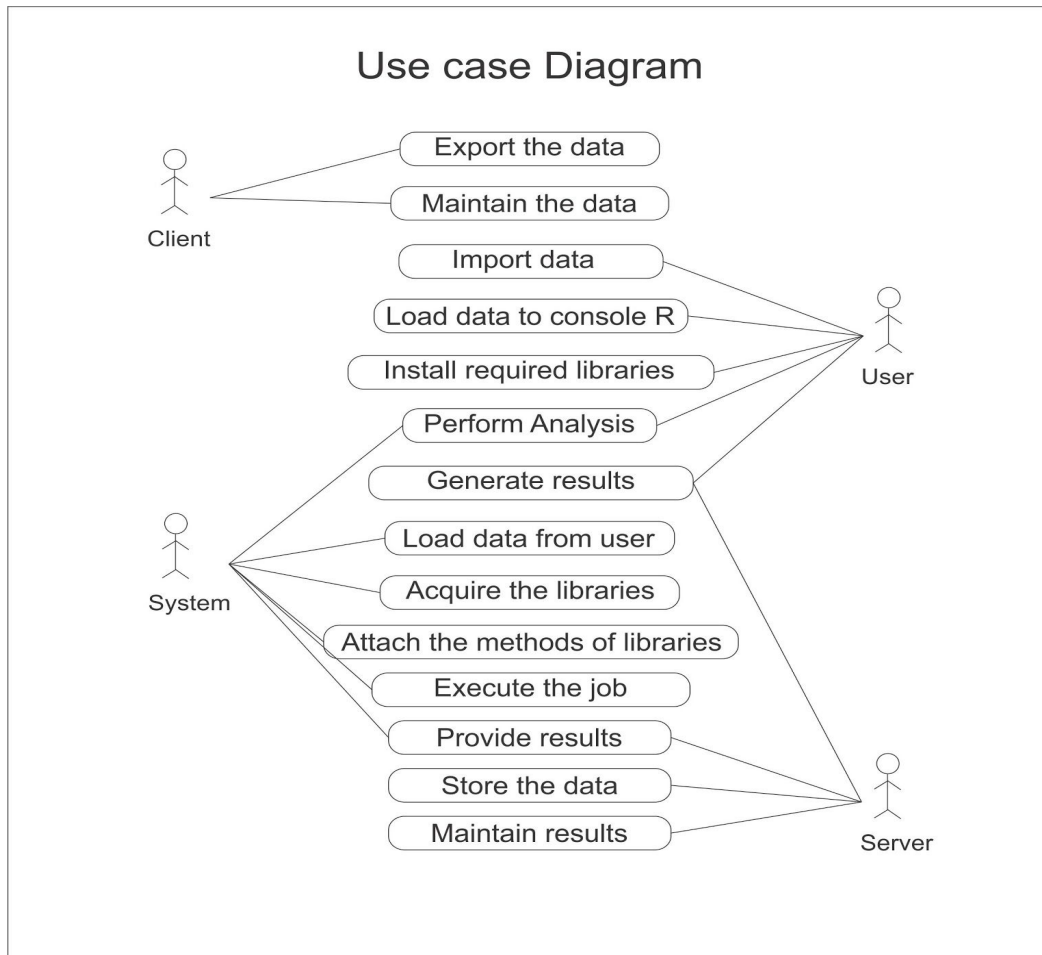 Use case Diagram
Export the data
Maintain the data
Client
Import data
Load data to console R
Install required libraries
User
Perform Analysis
Generate results
Load data from user
Acquire the libraries
System
Attach the methods of libraries
Execute the job
Provide results
Store the data
Maintain results
Server